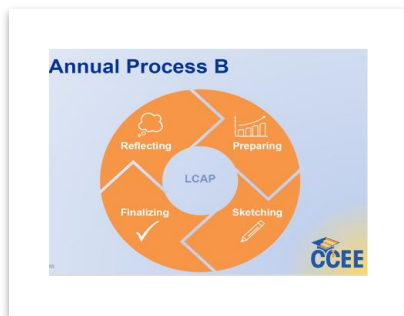 Annual Process B
Reflecting
Preparing
LCAP
Finalizing
Sketching
CCEE